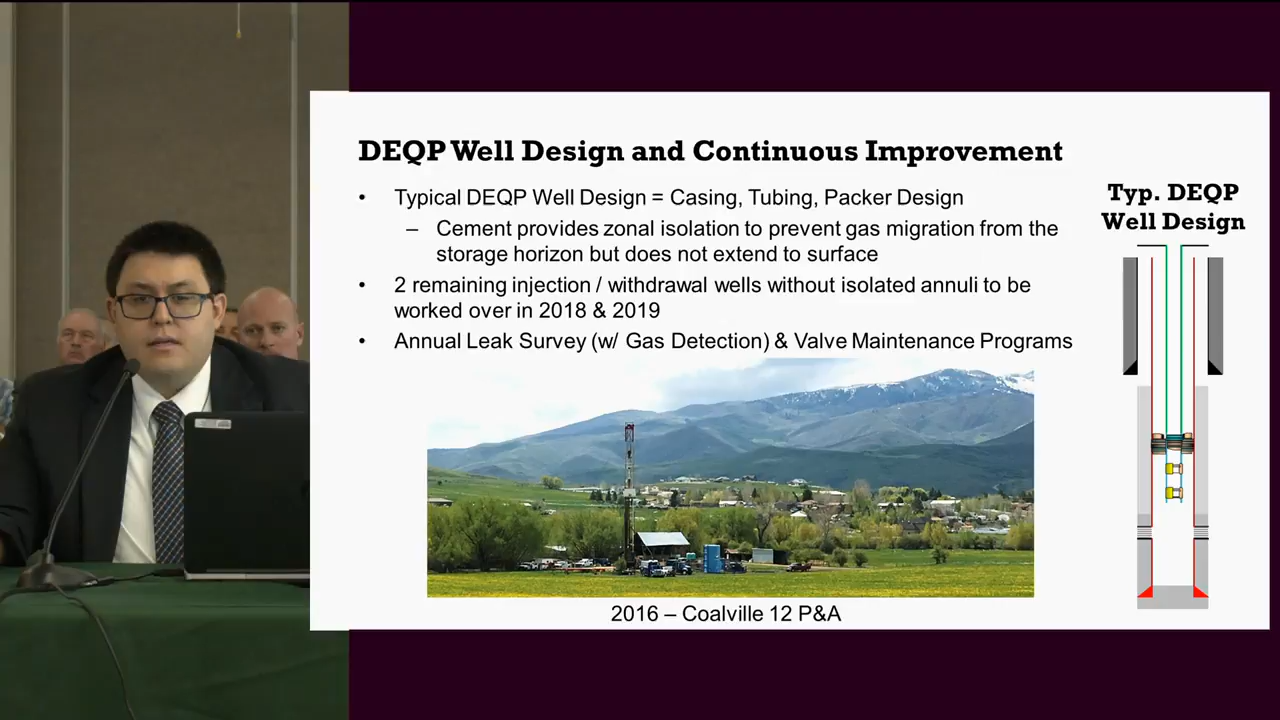 DEQP Well Design and Continuous Improvement
• Typical DEQP Well Design = Casing, Tubing, Packer Design
– Cement provides zonal isolation to prevent gas migration from the
storage horizon but does not extend to surface
• 2 remaining injection / withdrawal wells without isolated annuli to be
worked over in 2018 & 2019
• Annual Leak Survey (w/ Gas Detection) & Valve Maintenance Programs
2016 – Coalville 12 P&A
Typ. DEQP
Well Design